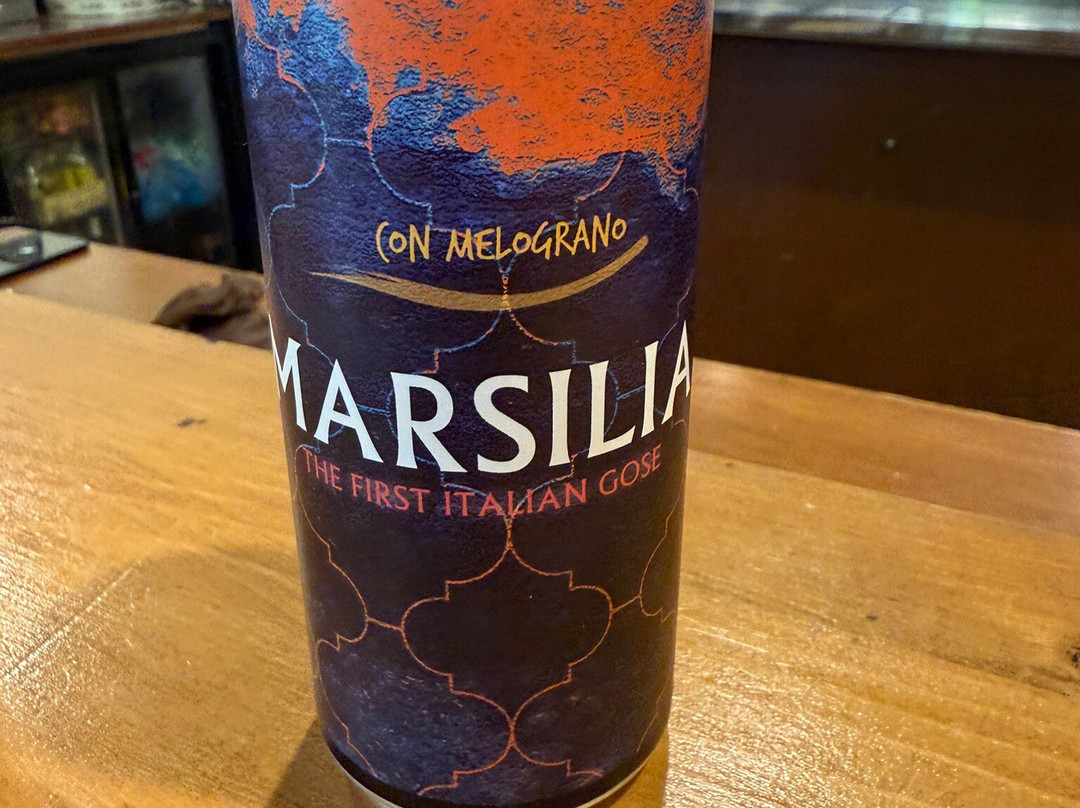 CON MELOGRANO
MARSILIA
THE FIRST ITALIAN GOSE